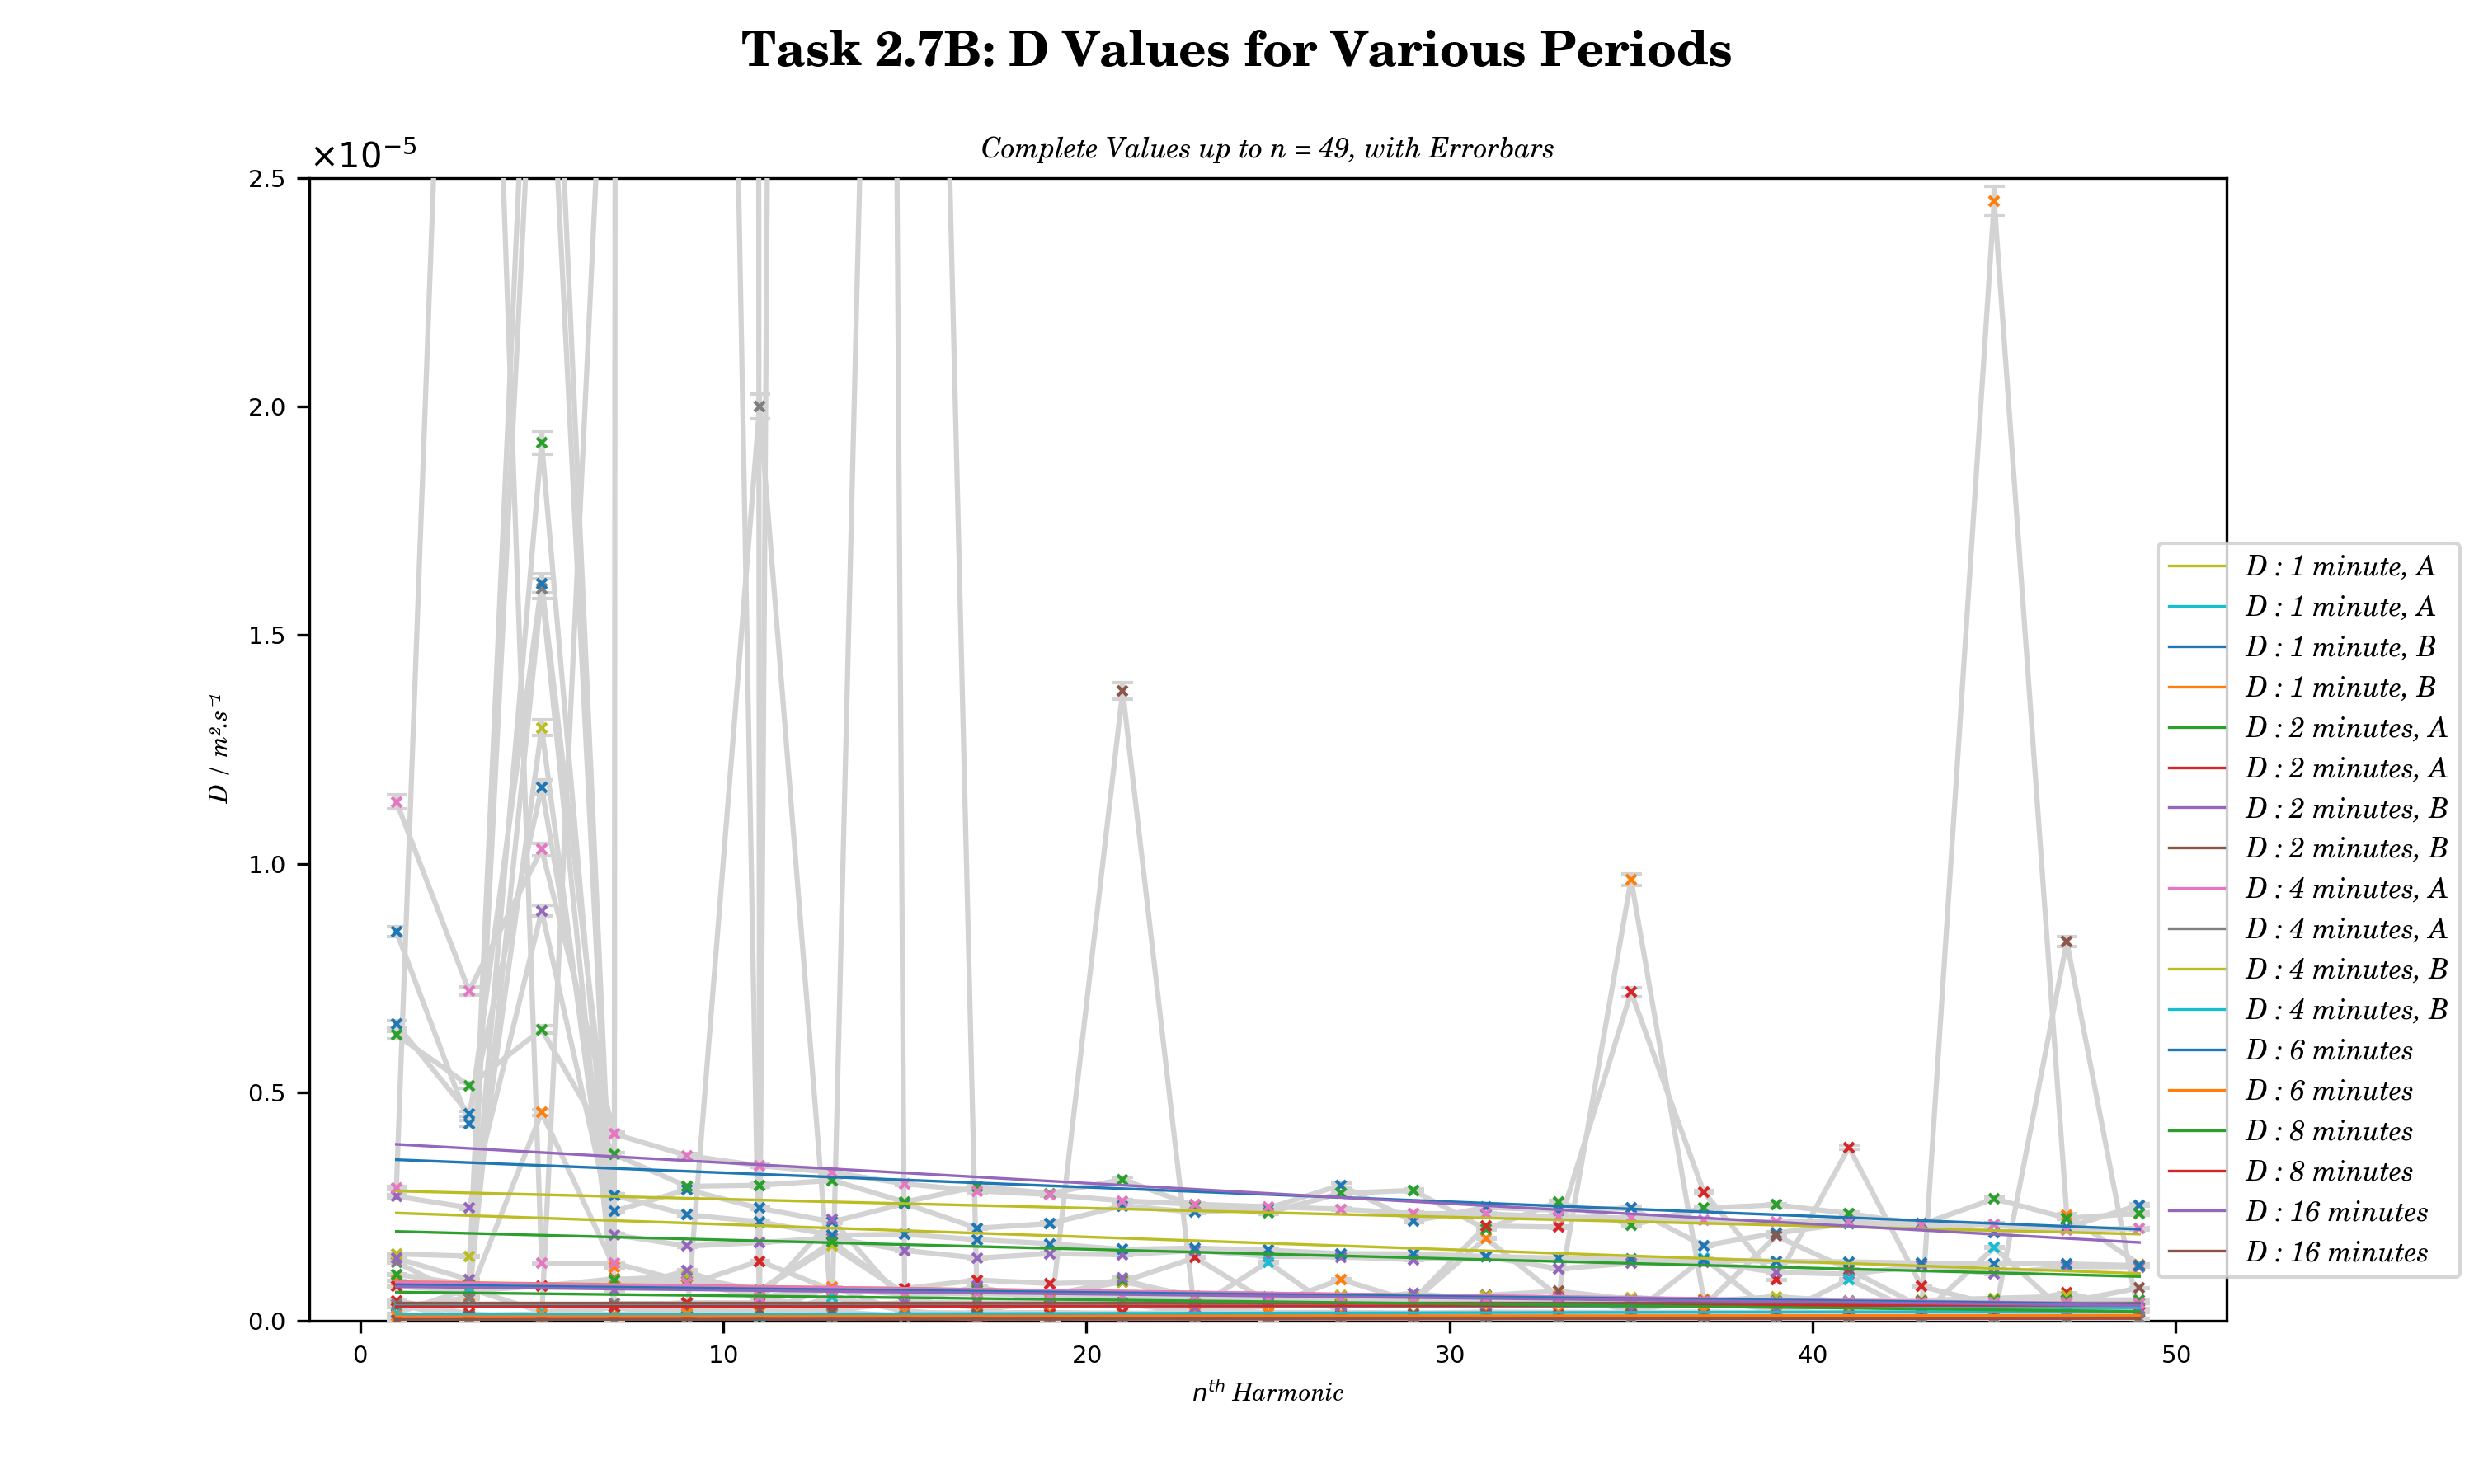 Task 2.7B: D Values for Various Periods
Complete Values up to n = 49, with Errorbars
×10⁻⁵
2.5
2.0
1.5
1.0
0.5
0.0
D / m².s⁻¹
0 10 20 30 40 50
nᵗʰ Harmonic
D : 1 minute, A
D : 1 minute, A
D : 1 minute, B
D : 1 minute, B
D : 2 minutes, A
D : 2 minutes, A
D : 2 minutes, B
D : 2 minutes, B
D : 4 minutes, A
D : 4 minutes, A
D : 4 minutes, B
D : 4 minutes, B
D : 6 minutes
D : 6 minutes
D : 8 minutes
D : 8 minutes
D : 16 minutes
D : 16 minutes